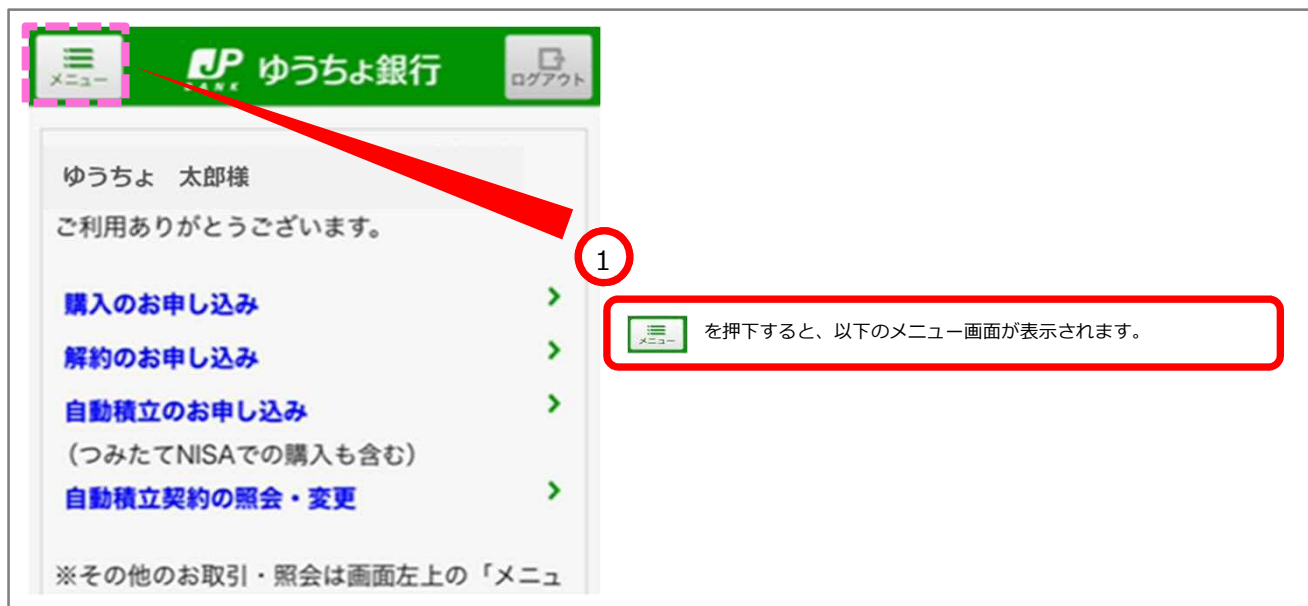 メニュー
JP
BANK
ゆうちょ銀行
ログアウト
ゆうちょ 太郎様
ご利用ありがとうございます。
購入のお申し込み
解約のお申し込み
自動積立のお申し込み
(つみたてNISAでの購入も含む)
自動積立契約の照会・変更
※その他のお取引・照会は画面左上の「メニュ
1
メニュー を押下すると、以下のメニュー画面が表示されます。